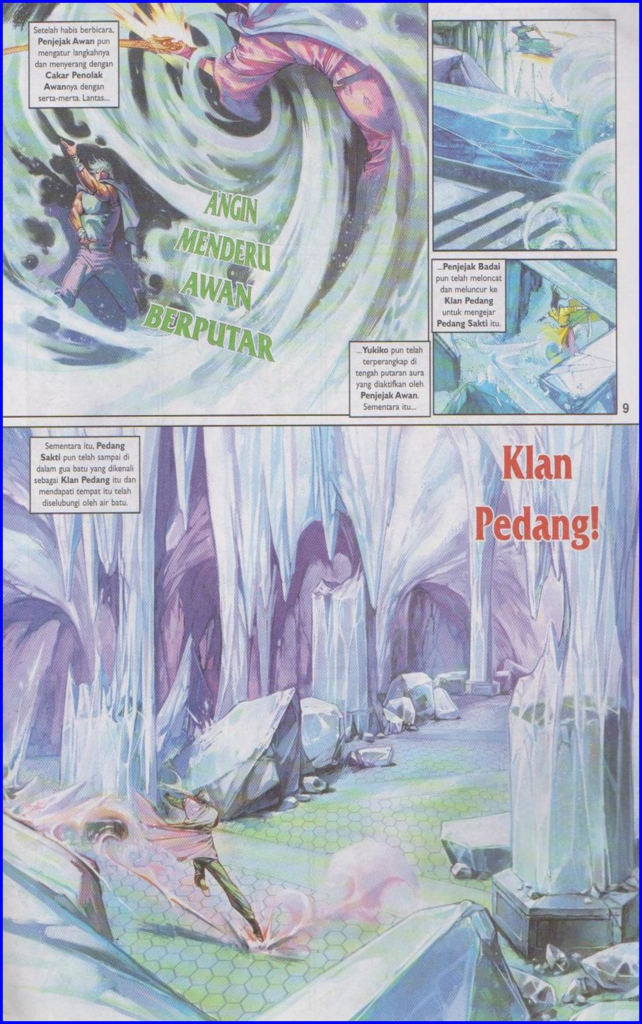 Setelah habis berbicara,
Penjejak Awan pun
mengatur langkahnya
dan menyerang dengan
Cakar Penolak
Awannya dengan
serta-merta. Lantas...
ANGIN
MENDERU
AWAN
BERPUTAR
...Yukiko pun telah
terperangkap di
tengah putaran aura
yang diaktifkan oleh
Penjejak Awan.
Sementara itu...
...Penjejak Badai
pun telah meloncat
dan meluncur ke
Klan Pedang
untuk mengejar
Pedang Sakti itu.
9
Sementara itu, Pedang
Sakti pun telah sampai di
dalam gua batu yang dikenali
sebagai Klan Pedang itu dan
mendapati tempat itu telah
diselubungi oleh air batu.
Klan
Pedang!